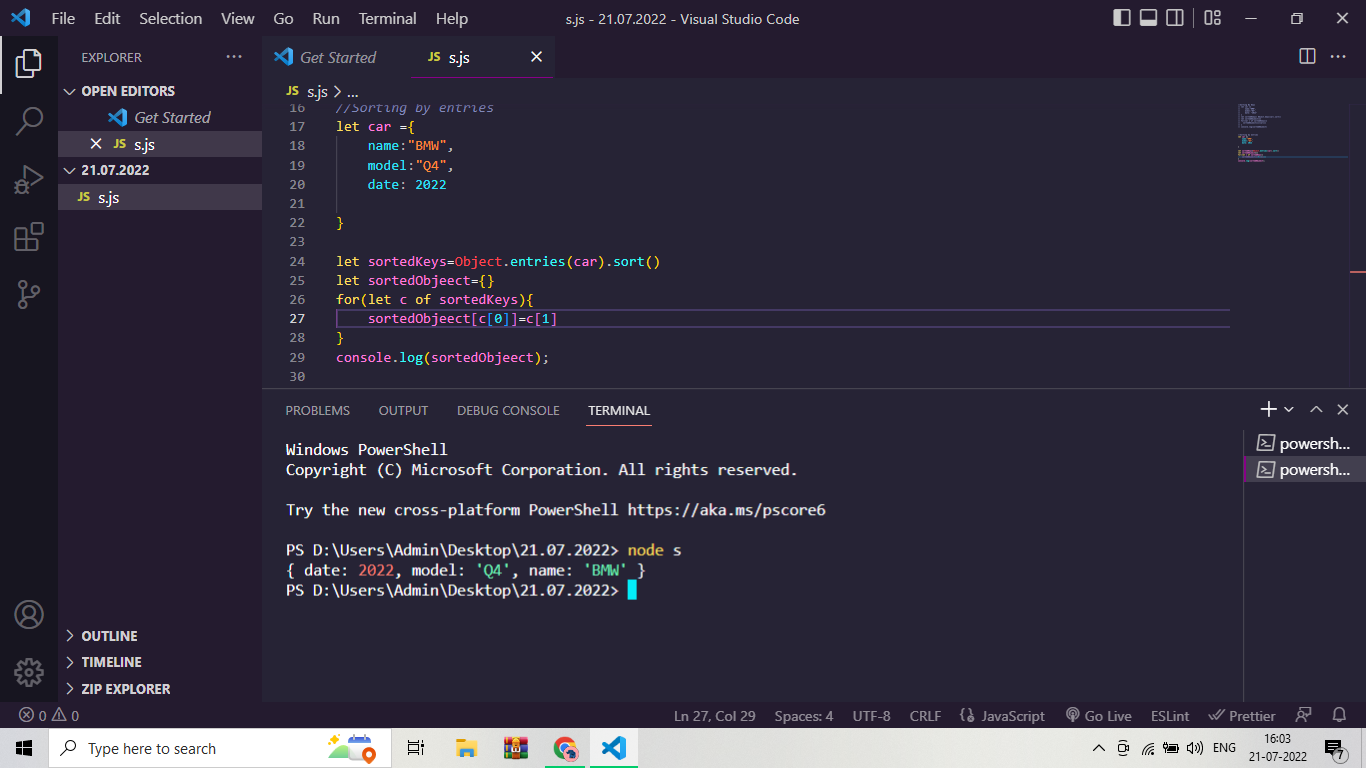 File Edit Selection View Go Run Terminal Help
s.js - 21.07.2022 - Visual Studio Code
EXPLORER
OPEN EDITORS
Get Started
JS s.js
21.07.2022
JS s.js
OUTLINE
TIMELINE
ZIP EXPLORER
Get Started
JS s.js
JS s.js > ...
16 //Sorting by entries
17 let car ={
18 name:"BMW",
19 model:"Q4",
20 date: 2022
21
22 }
23
24 let sortedKeys=Object.entries(car).sort()
25 let sortedObjeect={}
26 for(let c of sortedKeys){
27 sortedObjeect[c[0]]=c[1]
28 }
29 console.log(sortedObjeect);
30
PROBLEMS OUTPUT DEBUG CONSOLE TERMINAL
Windows PowerShell
Copyright (C) Microsoft Corporation. All rights reserved.
Try the new cross-platform PowerShell https://aka.ms/pscore6
PS D:\Users\Admin\Desktop\21.07.2022> node s
{ date: 2022, model: 'Q4', name: 'BMW' }
PS D:\Users\Admin\Desktop\21.07.2022>
powersh...
powersh...
0 0
Ln 27, Col 29 Spaces: 4 UTF-8 CRLF JavaScript Go Live ESLint Prettier
Type here to search
ENG
16:03
21-07-2022
7